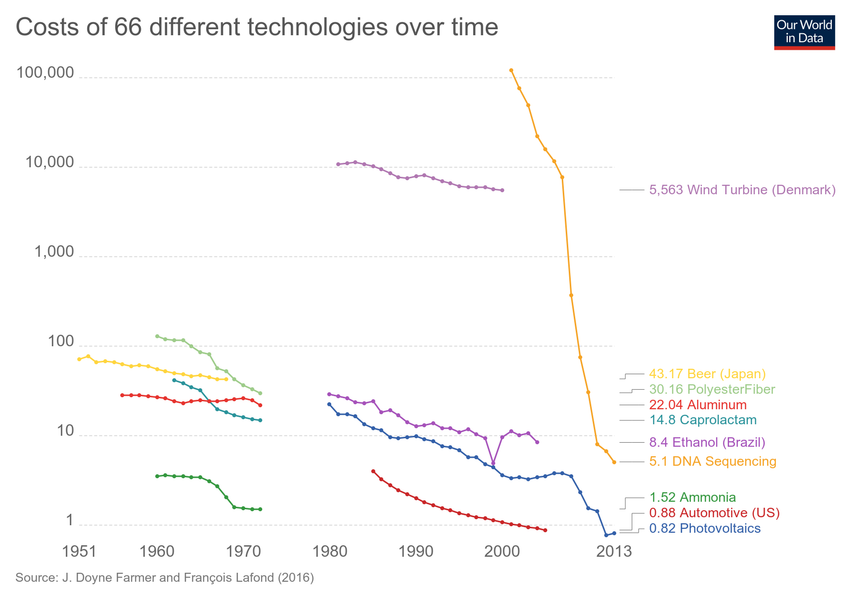 Costs of 66 different technologies over time
Our World
in Data
100,000
10,000
1,000
100
10
1
1951
1960
1970
1980
1990
2000
2013
5,563 Wind Turbine (Denmark)
43.17 Beer (Japan)
30.16 PolyesterFiber
22.04 Aluminum
14.8 Caprolactam
8.4 Ethanol (Brazil)
5.1 DNA Sequencing
1.52 Ammonia
0.88 Automotive (US)
0.82 Photovoltaics
Source: J. Doyne Farmer and François Lafond (2016)